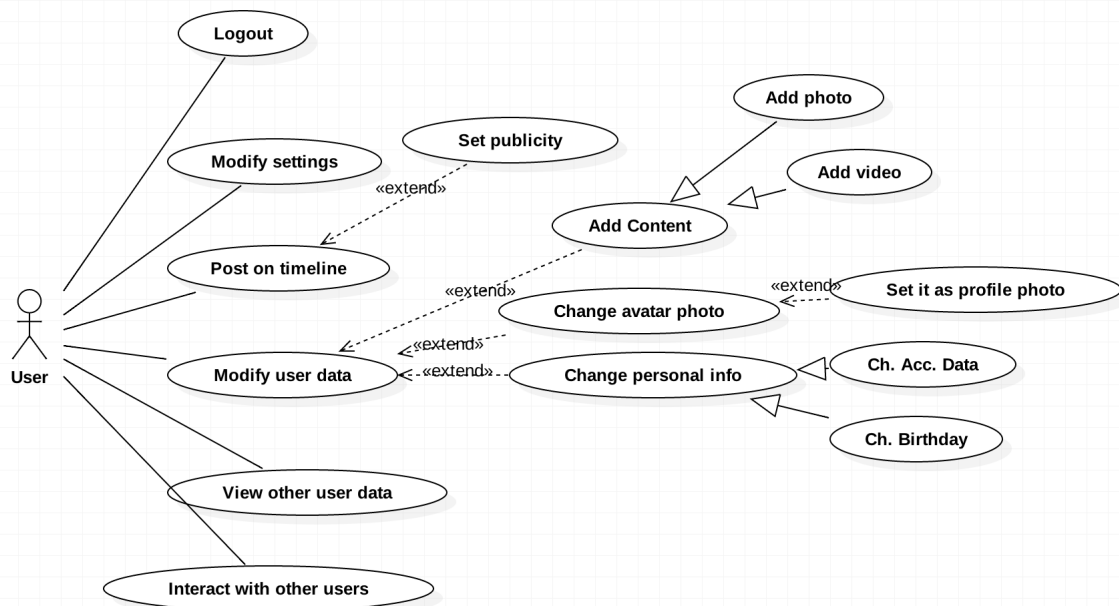 Logout
Add photo
Set publicity
Modify settings
Add video
«extend»
Add Content
Post on timeline
«extend»
«extend»
Set it as profile photo
Change avatar photo
«extend»
User
Modify user data
«extend»
Change personal info
Ch. Acc. Data
Ch. Birthday
View other user data
Interact with other users